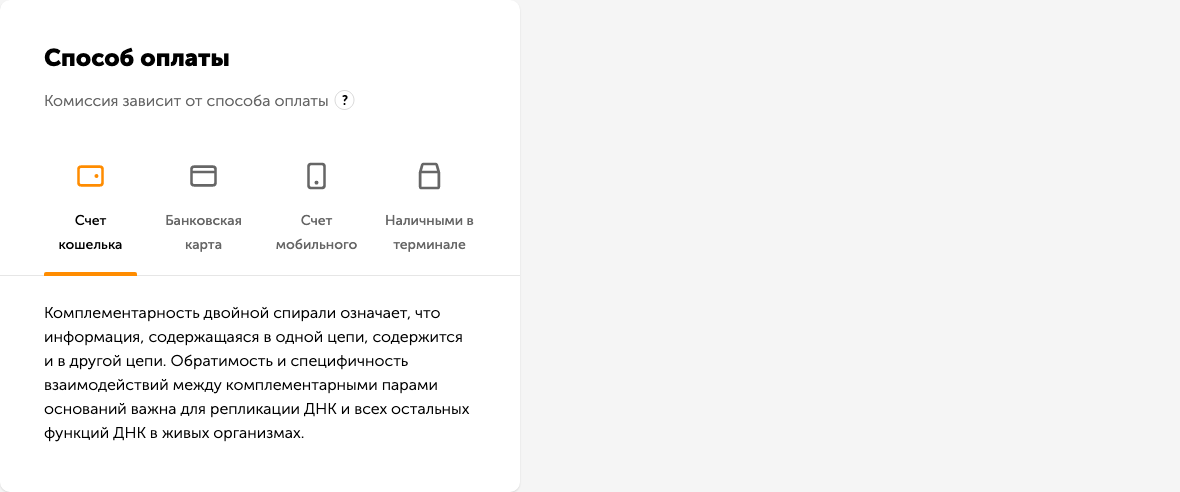 Способ оплаты
Комиссия зависит от способа оплаты ?
Счет
кошелька
Банковская
карта
Счет
мобильного
Наличными в
терминале
Комплементарность двойной спирали означает, что
информация, содержащаяся в одной цепи, содержится
и в другой цепи. Обратимость и специфичность
взаимодействий между комплементарными парами
оснований важна для репликации ДНК и всех остальных
функций ДНК в живых организмах.